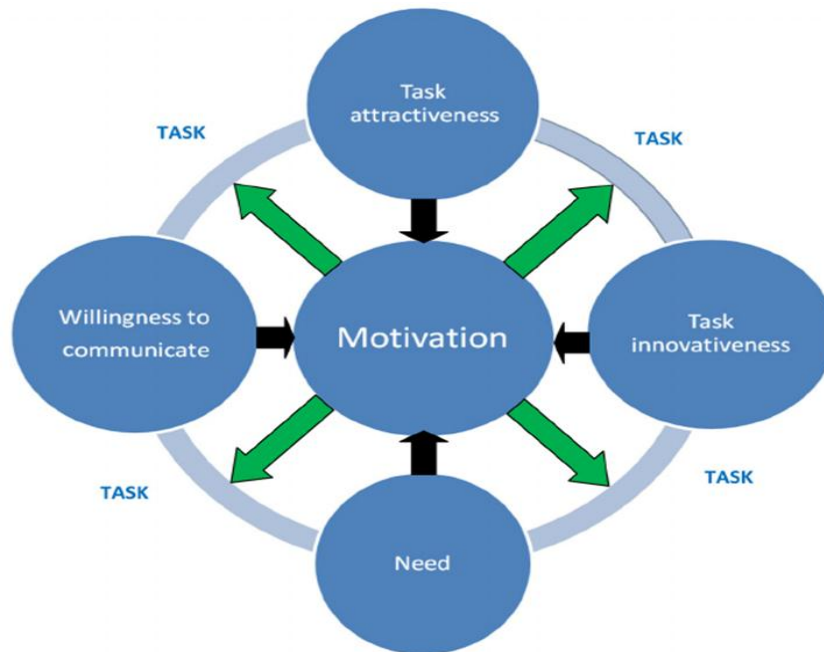 Task
attractiveness
TASK
TASK
Willingness to
communicate
Motivation
Task
innovativeness
TASK
TASK
Need